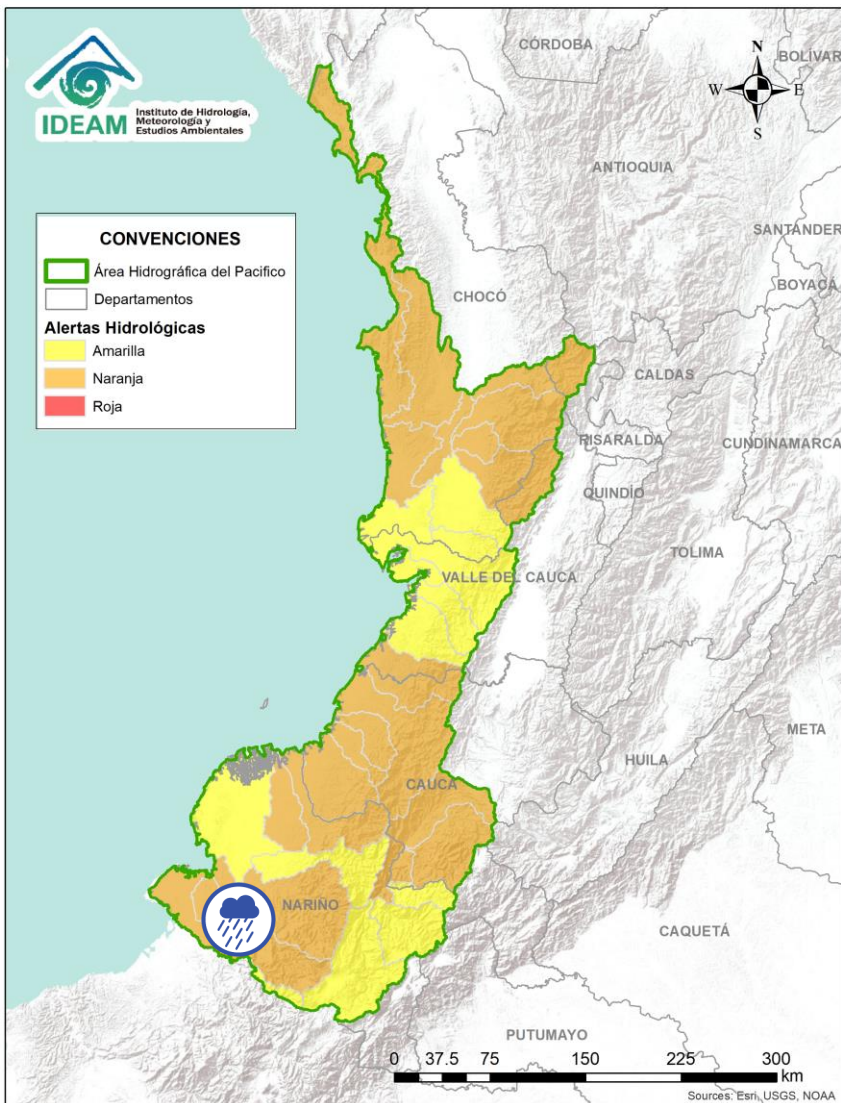 IDEAM
Instituto de Hidrología,
Meteorología y
Estudios Ambientales
CÓRDOBA
BOLÍVAR
N
W
E
S
ANTIOQUIA
SANTANDER
BOYACÁ
CONVENCIONES
Área Hidrográfica del Pacifico
Departamentos
Alertas Hidrológicas
Amarilla
Naranja
Roja
CHOCÓ
CALDAS
RISARALDA
CUNDINAMARCA
QUINDÍO
TOLIMA
VALLE DEL CAUCA
META
HUILA
CAUCA
NARIÑO
CAQUETÁ
PUTUMAYO
0 37.5 75 150 225 300
km
Sources: Esri, USGS, NOAA